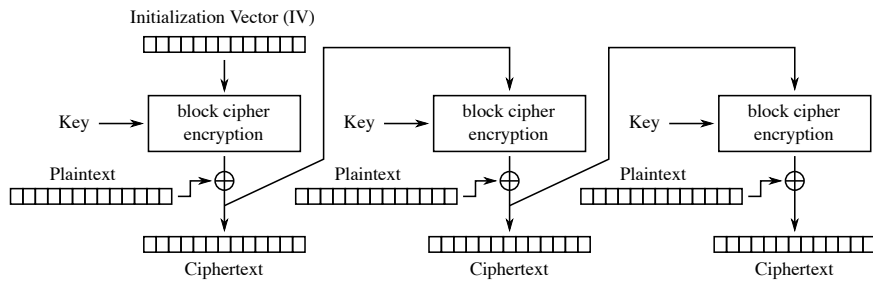 Initialization Vector (IV)
block cipher
encryption
Key
Plaintext
Ciphertext
block cipher
encryption
Key
Plaintext
Ciphertext
block cipher
encryption
Key
Plaintext
Ciphertext